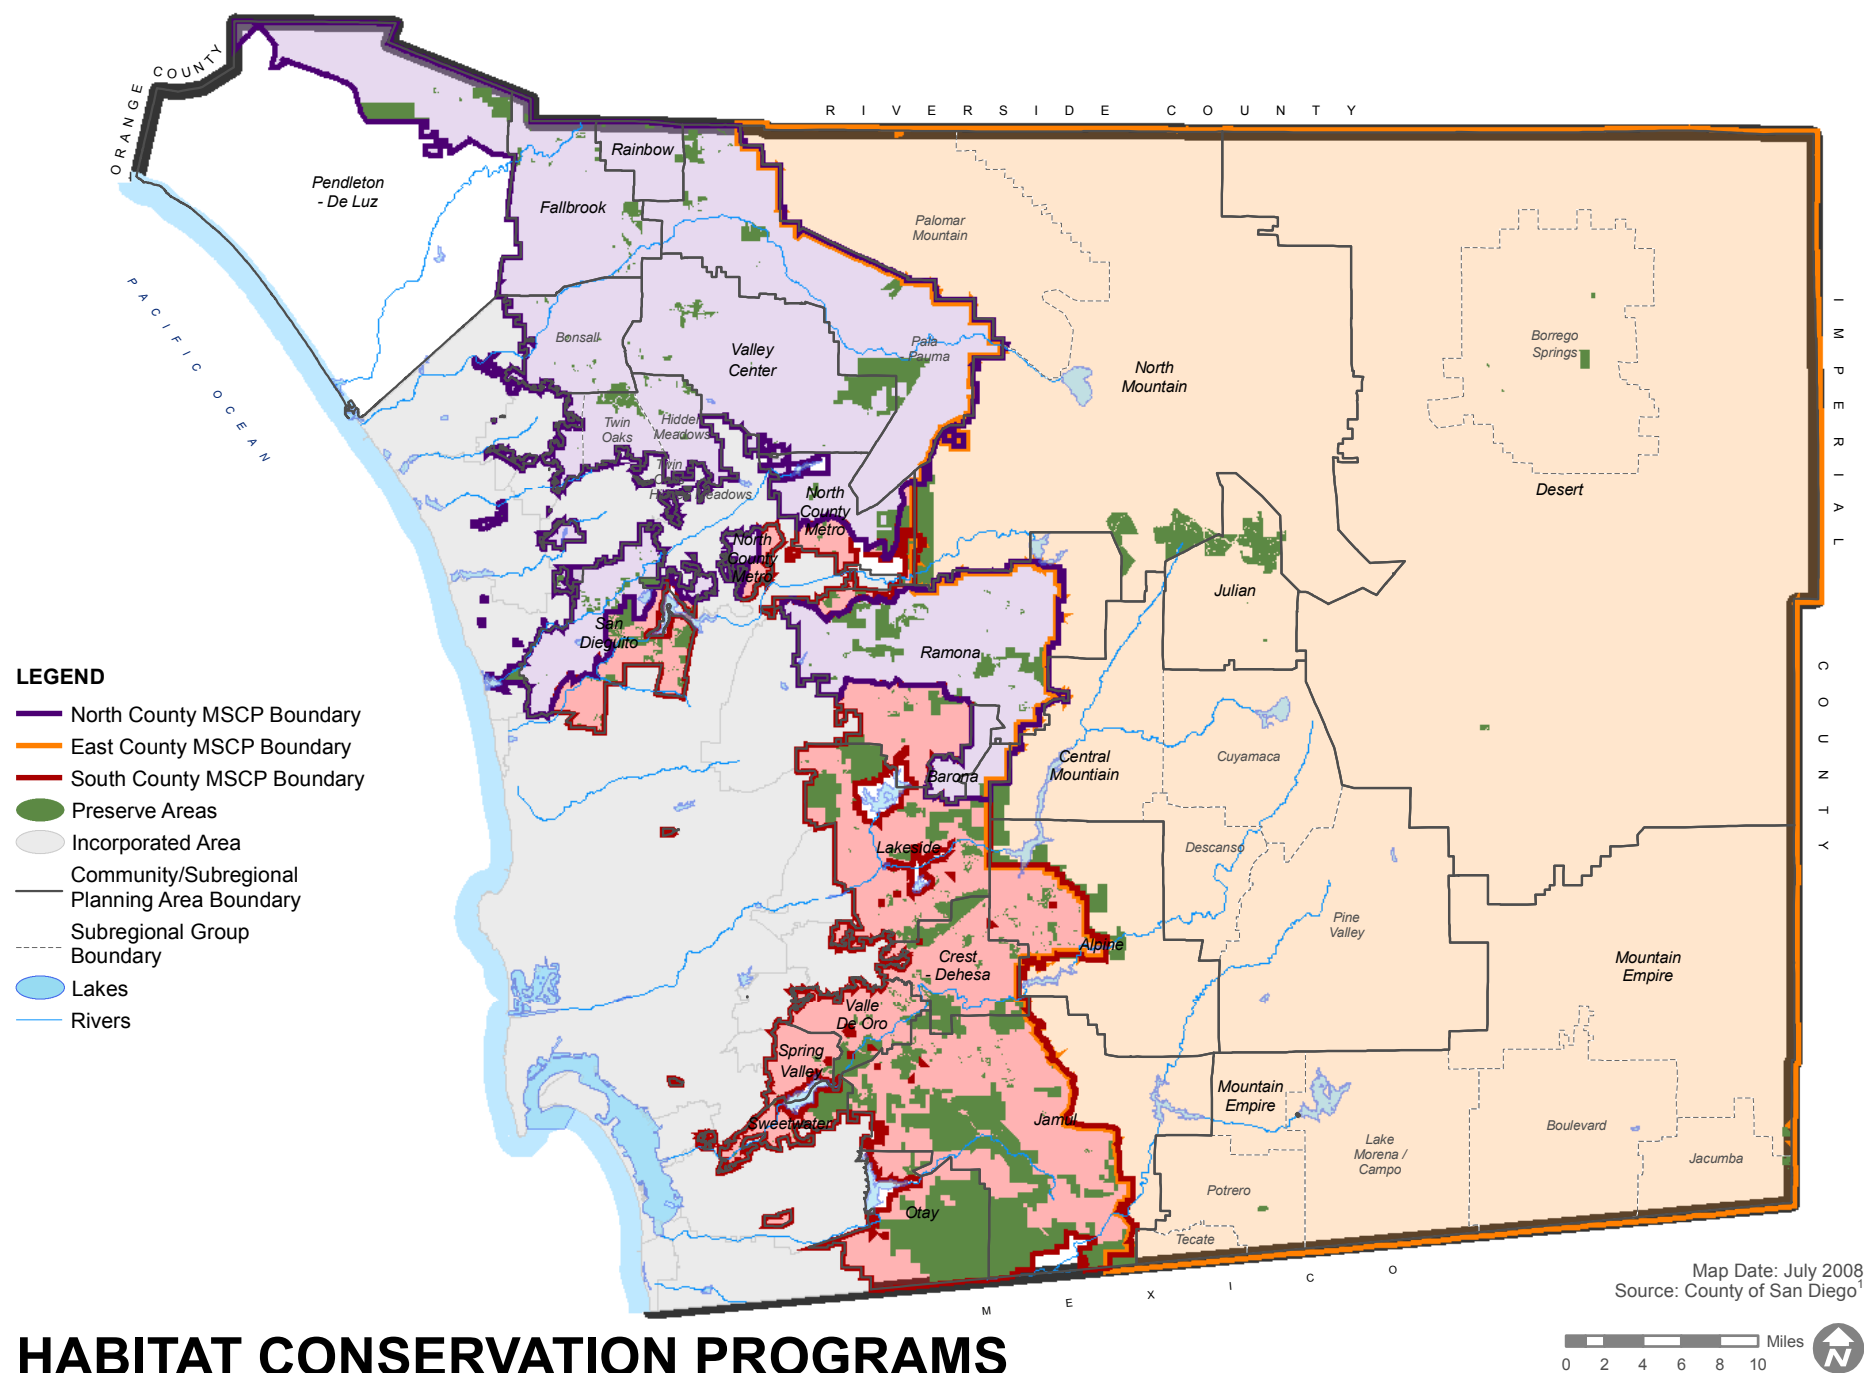 ORANGE COUNTY
RIVERSIDE COUNTY
Rainbow
Pendleton
- De Luz
Fallbrook
Palomar
Mountain
PACIFIC OCEAN
IMPERIAL COUNTY
Bonsall
Valley
Center
Pala
Pauma
North
Mountain
Borrego
Springs
Twin
Oaks
Hidden
Meadows
Twin
Meadows
Desert
North
County
Metro
North
County
Metro
Julian
San
Dieguito
Ramona
LEGEND
North County MSCP Boundary
East County MSCP Boundary
South County MSCP Boundary
Preserve Areas
Incorporated Area
Community/Subregional
Planning Area Boundary
Subregional Group
Boundary
Lakes
Rivers
Central
Mountiain
Cuyamaca
Barona
Lakeside
Descanso
Pine
Valley
Alpine
Crest
- Dehesa
Mountain
Empire
Valle
De Oro
Spring
Valley
Mountain
Empire
Sweetwater
Jamul
Lake
Morena /
Campo
Boulevard
Jacumba
Potrero
Otay
Tecate
MEXICO
Map Date: July 2008
Source: County of San Diego1
HABITAT CONSERVATION PROGRAMS
Miles
0 2 4 6 8 10
N